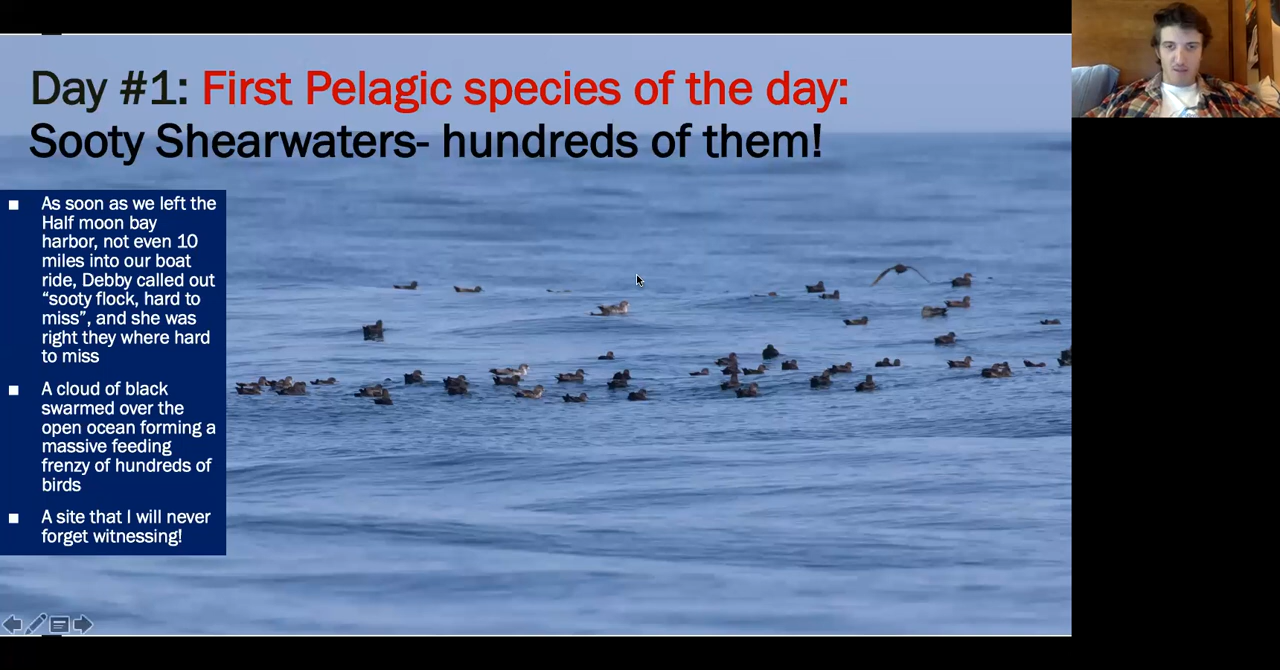 Day #1: First Pelagic species of the day:
Sooty Shearwaters- hundreds of them!
As soon as we left the
Half moon bay
harbor, not even 10
miles into our boat
ride, Debby called out
“sooty flock, hard to
miss”, and she was
right they where hard
to miss
A cloud of black
swarmed over the
open ocean forming a
massive feeding
frenzy of hundreds of
birds
A site that I will never
forget witnessing!